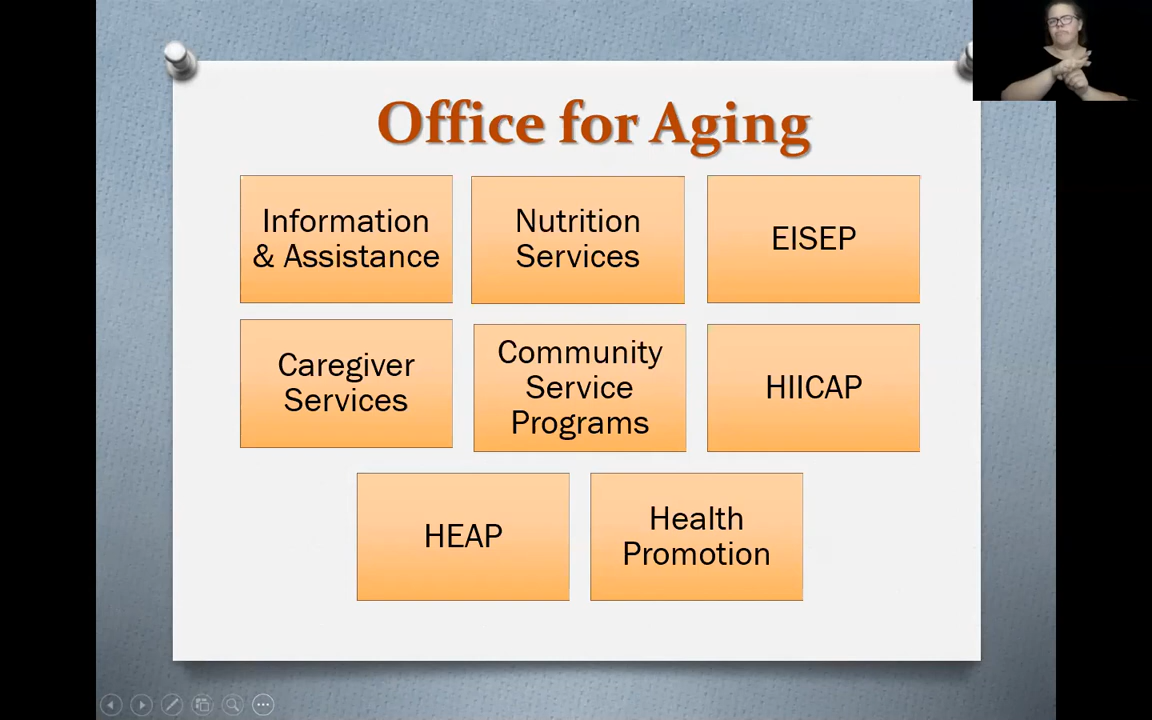 Office for Aging
Information
& Assistance
Nutrition
Services
EISEP
Caregiver
Services
Community
Service
Programs
HIICAP
HEAP
Health
Promotion